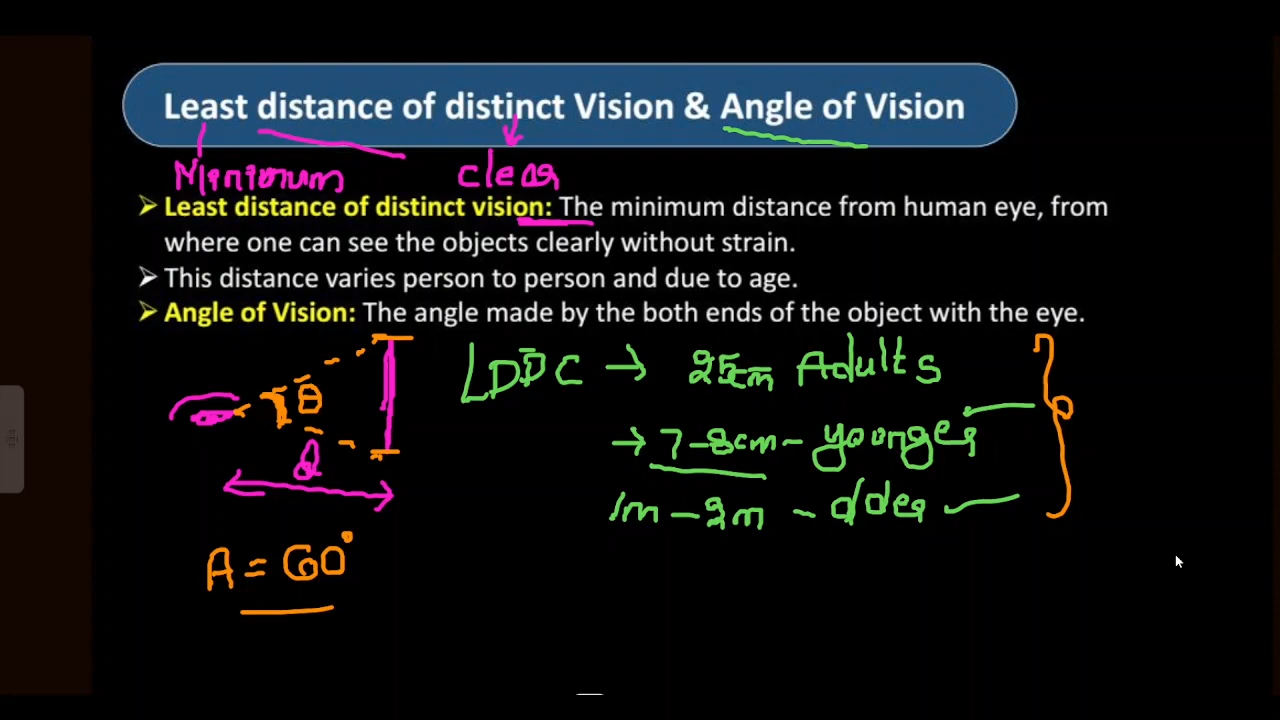 Least distance of distinct Vision & Angle of Vision
Minimum clear
➢ Least distance of distinct vision: The minimum distance from human eye, from
where one can see the objects clearly without strain.
➢ This distance varies person to person and due to age.
➢ Angle of Vision: The angle made by the both ends of the object with the eye.
LDDC → 25cm Adults
θ
→ 7-8cm - younger
d
1m - 2m - older
A = 60°